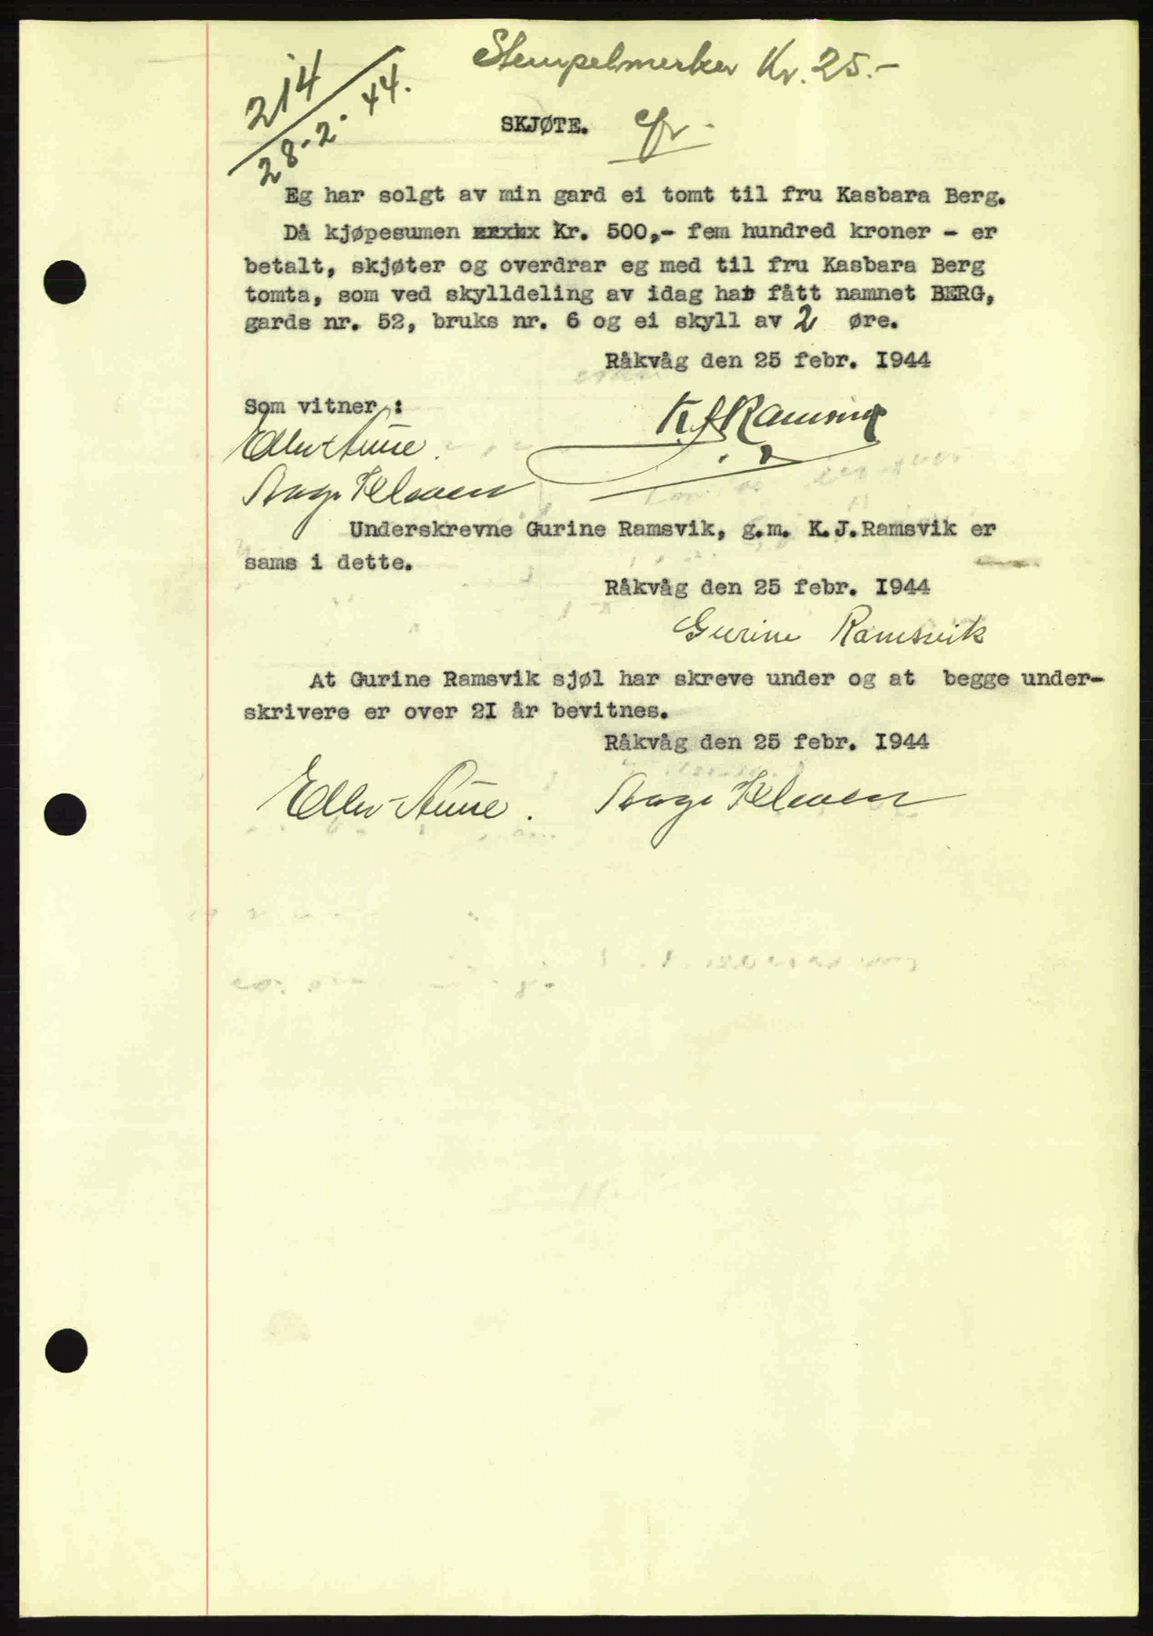 Stempelmerker Kr. 25.-
214
28-2-44.
SKJØTE.
Eg har solgt av min gard ei tomt til fru Kasbara Berg.
Då kjøpesumen Kr. 500,- fem hundred kroner - er
betalt, skjøter og overdrar eg med til fru Kasbara Berg
tomta, som ved skylldeling av idag har fått namnet BERG,
gards nr. 52, bruks nr. 6 og ei skyll av 2 øre.
Råkvåg den 25 febr. I944
Som vitner :
K. J. Ramsvik
Underskrevne Gurine Ramsvik, g.m. K.J.Ramsvik er
sams i dette.
Råkvåg den 25 febr. I944
Gurine Ramsvik
At Gurine Ramsvik sjøl har skreve under og at begge under-
skrivere er over 2I år bevitnes.
Råkvåg den 25 febr. I944